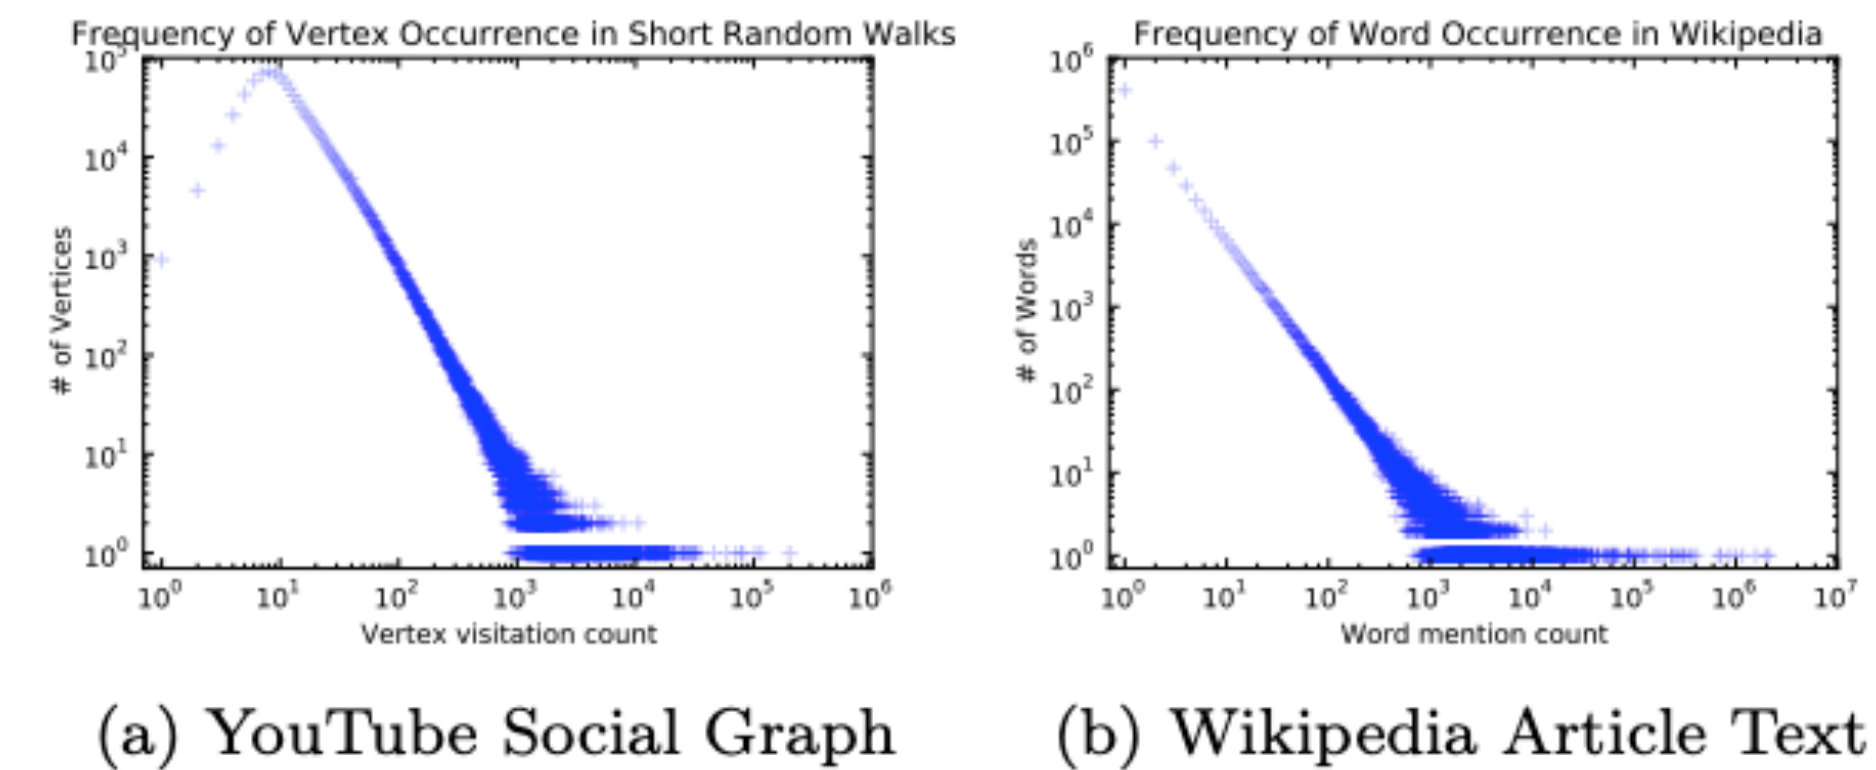 Frequency of Vertex Occurrence in Short Random Walks
10^5
10^4
10^3
10^2
10^1
10^0
# of Vertices
10^0 10^1 10^2 10^3 10^4 10^5 10^6
Vertex visitation count
(a) YouTube Social Graph
Frequency of Word Occurrence in Wikipedia
10^6
10^5
10^4
10^3
10^2
10^1
10^0
# of Words
10^0 10^1 10^2 10^3 10^4 10^5 10^6 10^7
Word mention count
(b) Wikipedia Article Text